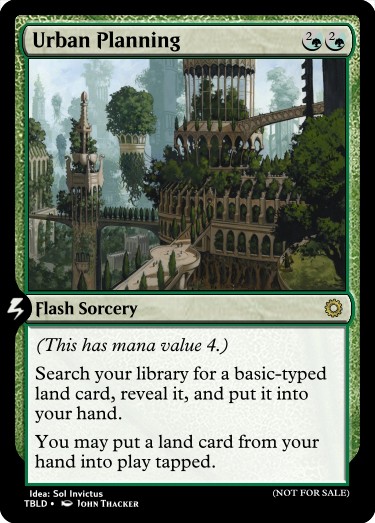 Urban Planning
2 2
Flash Sorcery
(This has mana value 4.)
Search your library for a basic-typed
land card, reveal it, and put it into
your hand.
You may put a land card from your
hand into play tapped.
Idea: Sol Invictus
(NOT FOR SALE)
TBLD • John Thacker